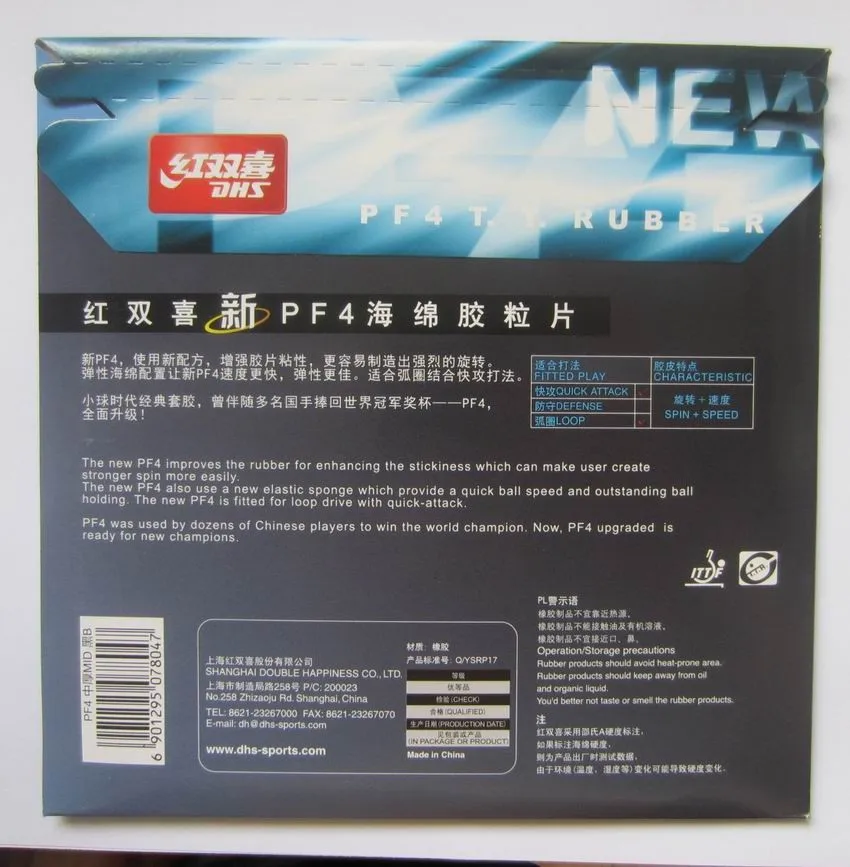 NEW
红双喜
DHS
PF4 T. T. RUBBER
红双喜新PF4海绵胶粒片
新PF4，使用新配方，增强胶片粘性，更容易制造出强烈的旋转。
弹性海绵配置让新PF4速度更快，弹性更佳。适合弧圈结合快攻打法。
小球时代经典套胶，曾伴随多名国手捧回世界冠军奖杯——PF4，
全面升级！
适合打法 胶皮特点
FITTED PLAY CHARACTERISTIC
快攻QUICK ATTACK
防守DEFENSE
弧圈LOOP
旋转＋速度
SPIN + SPEED
The new PF4 improves the rubber for enhancing the stickiness which can make user create
stronger spin more easily.
The new PF4 also use a new elastic sponge which provide a quick ball speed and outstanding ball
holding. The new PF4 is fitted for loop drive with quick-attack.
PF4 was used by dozens of Chinese players to win the world champion. Now, PF4 upgraded is
ready for new champions.
ITTF
T.T.R
PF4 中厚MID 黑B
6 901295 078047
上海红双喜股份有限公司
SHANGHAI DOUBLE HAPPINESS CO., LTD.
上海市制造局路258号 P/C: 200023
No.258 Zhizaoju Rd. Shanghai, China
TEL: 8621-23267000 FAX: 8621-23267070
E-mail: dh@dhs-sports.com
www.dhs-sports.com
材质: 橡胶
产品标准号: Q/YSRP17
等级
优等品
检验(CHECK)
合格(QUALIFIED)
生产日期(PRODUCTION DATE)
见包装或产品
(IN PACKAGE OR PRODUCT)
Made in China
PL警示语
橡胶制品不宜靠近热源。
橡胶制品不能接触油及有机溶液。
橡胶制品不宜接近口、鼻。
Operation/Storage precautions
Rubber products should avoid heat-prone area.
Rubber products should keep away from oil
and organic liquid.
You'd better not taste or smell the rubber products.
注
红双喜采用邵氏A硬度标注，
如果标注海绵硬度，
则为产品出厂时测试数据，
由于环境(温度、湿度等)变化可能导致硬度变化。